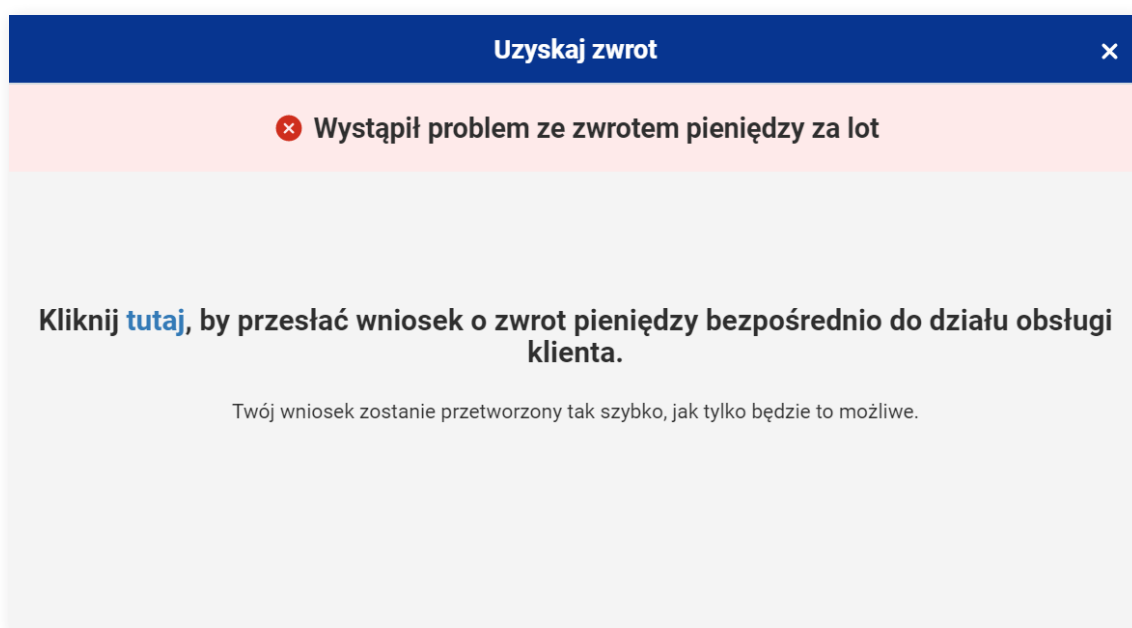 Uzyskaj zwrot
Wystąpił problem ze zwrotem pieniędzy za lot
Kliknij tutaj, by przesłać wniosek o zwrot pieniędzy bezpośrednio do działu obsługi
klienta.
Twój wniosek zostanie przetworzony tak szybko, jak tylko będzie to możliwe.